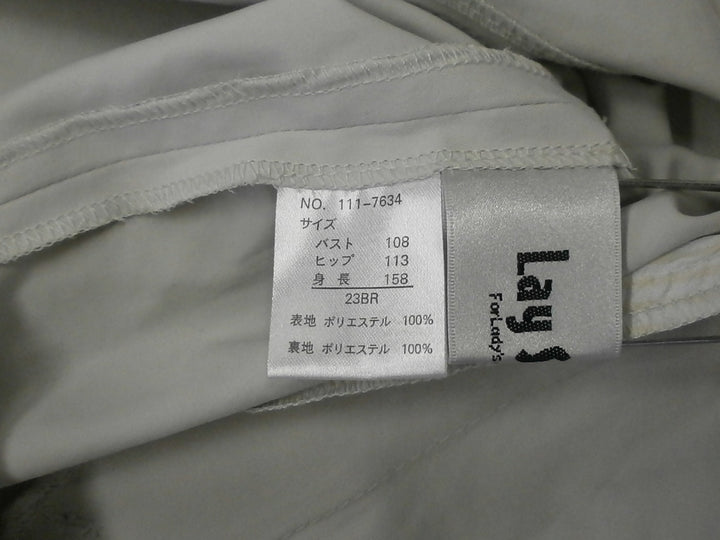 NO. 111-7634
サイズ
バスト 108
ヒップ 113
身長 158
23BR
表地 ポリエステル 100%
裏地 ポリエステル 100%
Lay
For Lady's